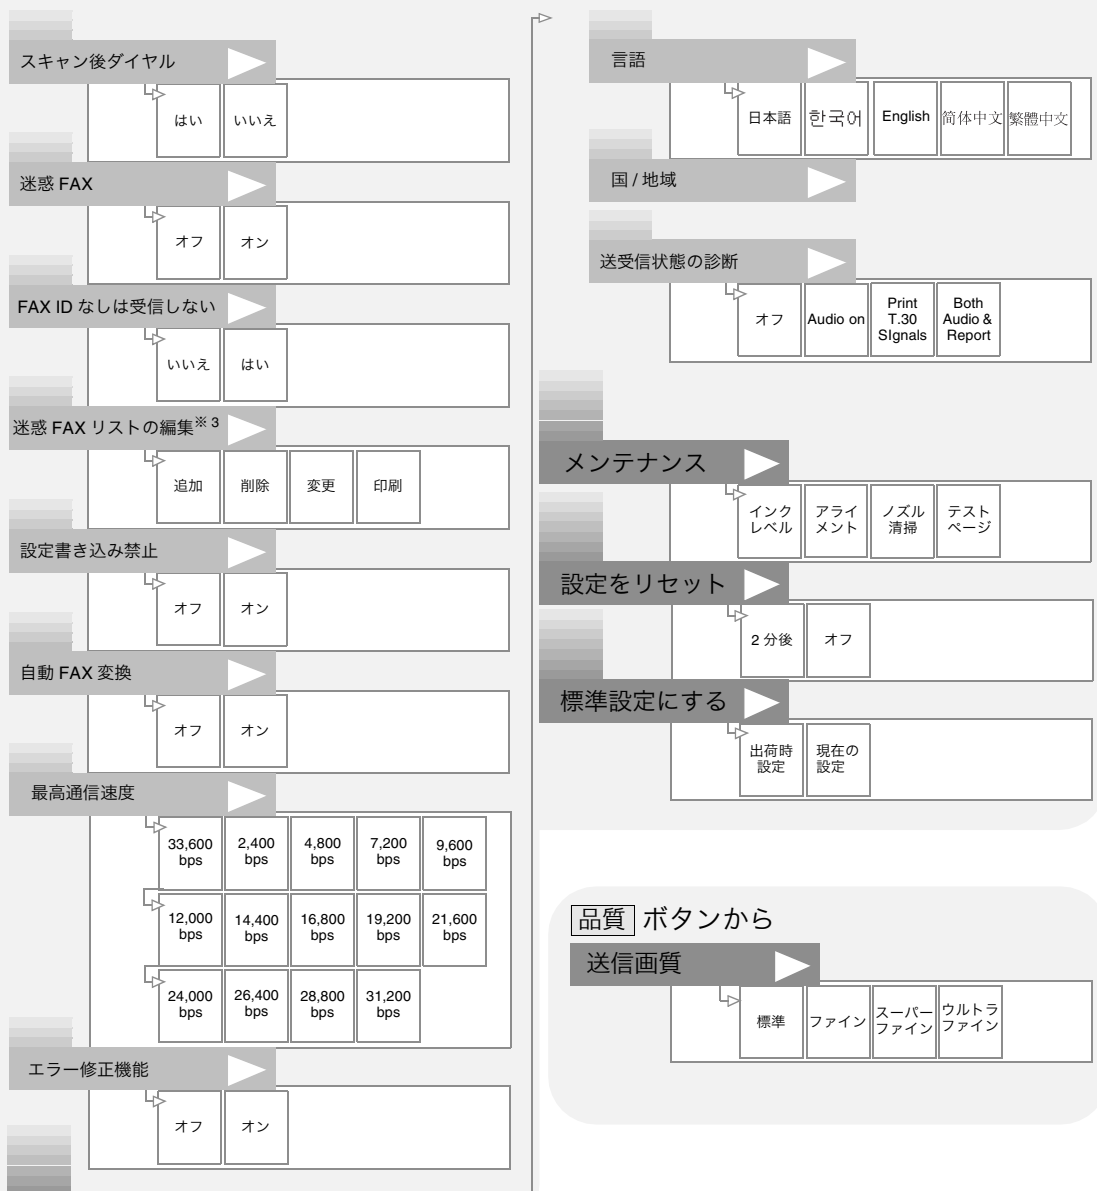 スキャン後ダイヤル
はい いいえ
迷惑 FAX
オフ オン
FAX ID なしは受信しない
いいえ はい
迷惑 FAX リストの編集※3
追加 削除 変更 印刷
設定書き込み禁止
オフ オン
自動 FAX 変換
オフ オン
最高通信速度
33,600 bps 2,400 bps 4,800 bps 7,200 bps 9,600 bps
12,000 bps 14,400 bps 16,800 bps 19,200 bps 21,600 bps
24,000 bps 26,400 bps 28,800 bps 31,200 bps
エラー修正機能
オフ オン
言語
日本語 한국어 English 简体中文 繁體中文
国 / 地域
送受信状態の診断
オフ Audio on Print T.30 SIgnals Both Audio & Report
メンテナンス
インクレベル アライメント ノズル清掃 テストページ
設定をリセット
2 分後 オフ
標準設定にする
出荷時設定 現在の設定
品質 ボタンから
送信画質
標準 ファイン スーパーファイン ウルトラファイン